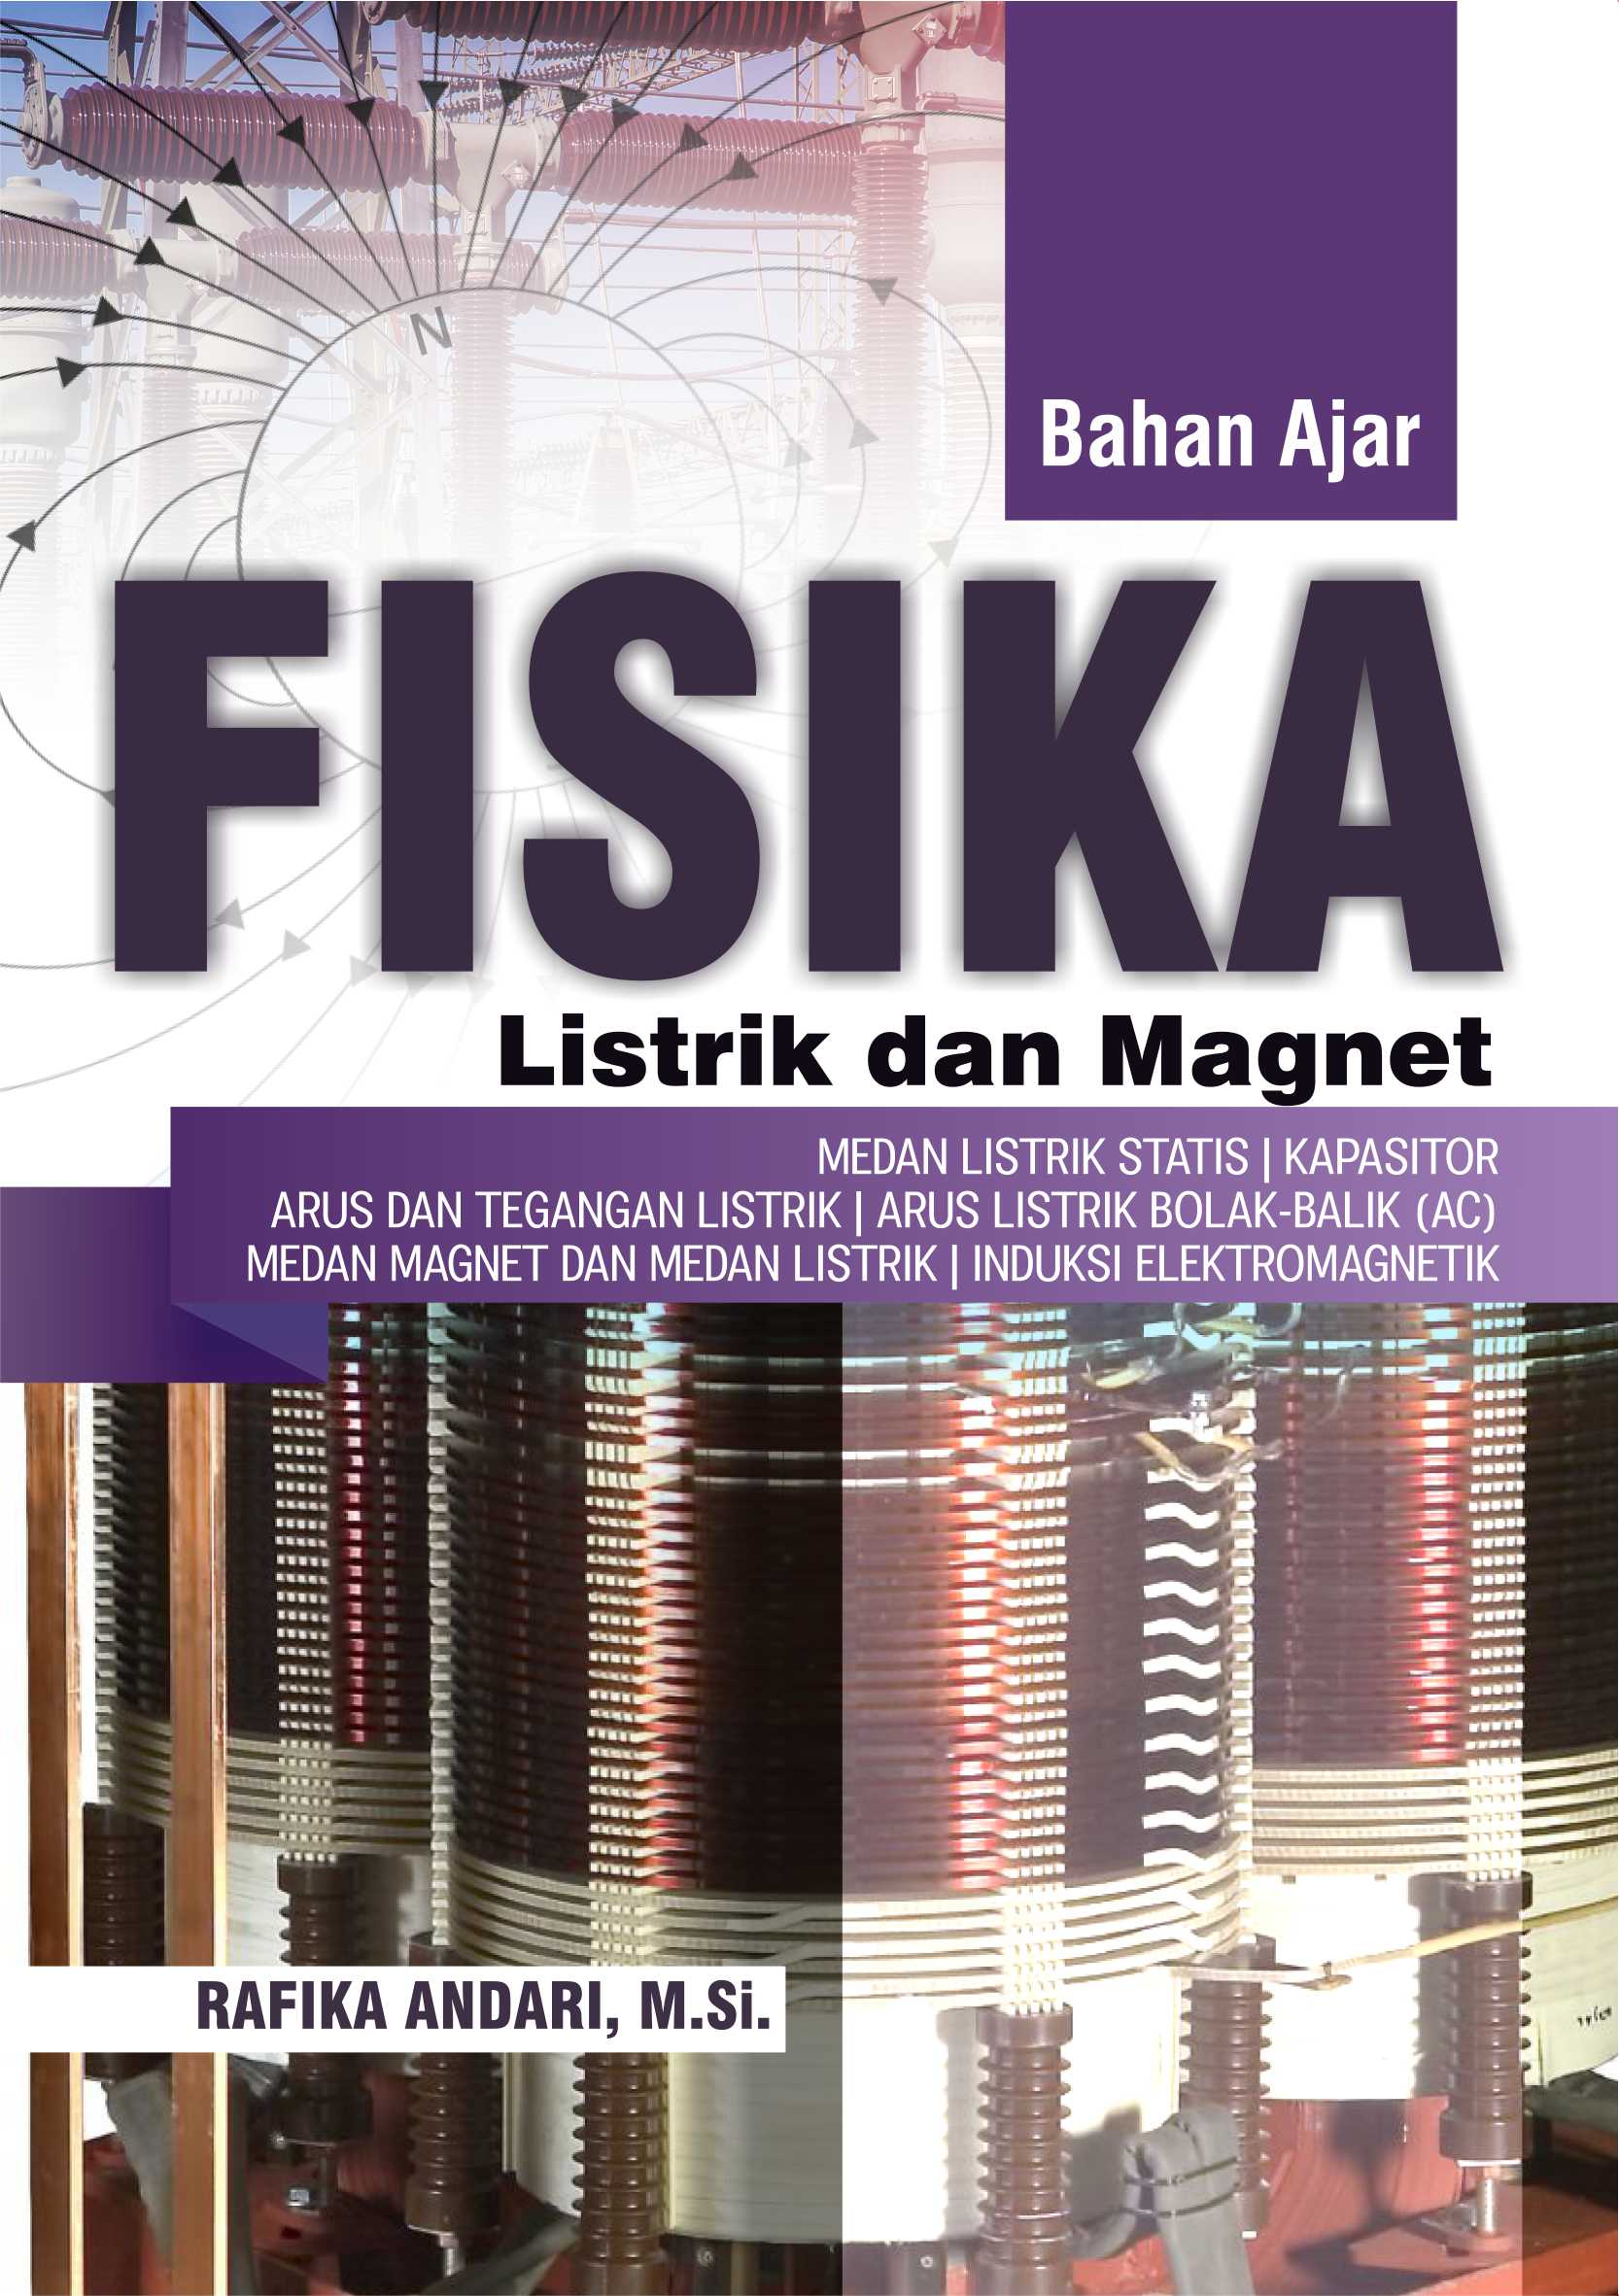 N
Bahan Ajar
FISIKA
Listrik dan Magnet
MEDAN LISTRIK STATIS | KAPASITOR
ARUS DAN TEGANGAN LISTRIK | ARUS LISTRIK BOLAK-BALIK (AC)
MEDAN MAGNET DAN MEDAN LISTRIK | INDUKSI ELEKTROMAGNETIK
RAFIKA ANDARI, M.Si.